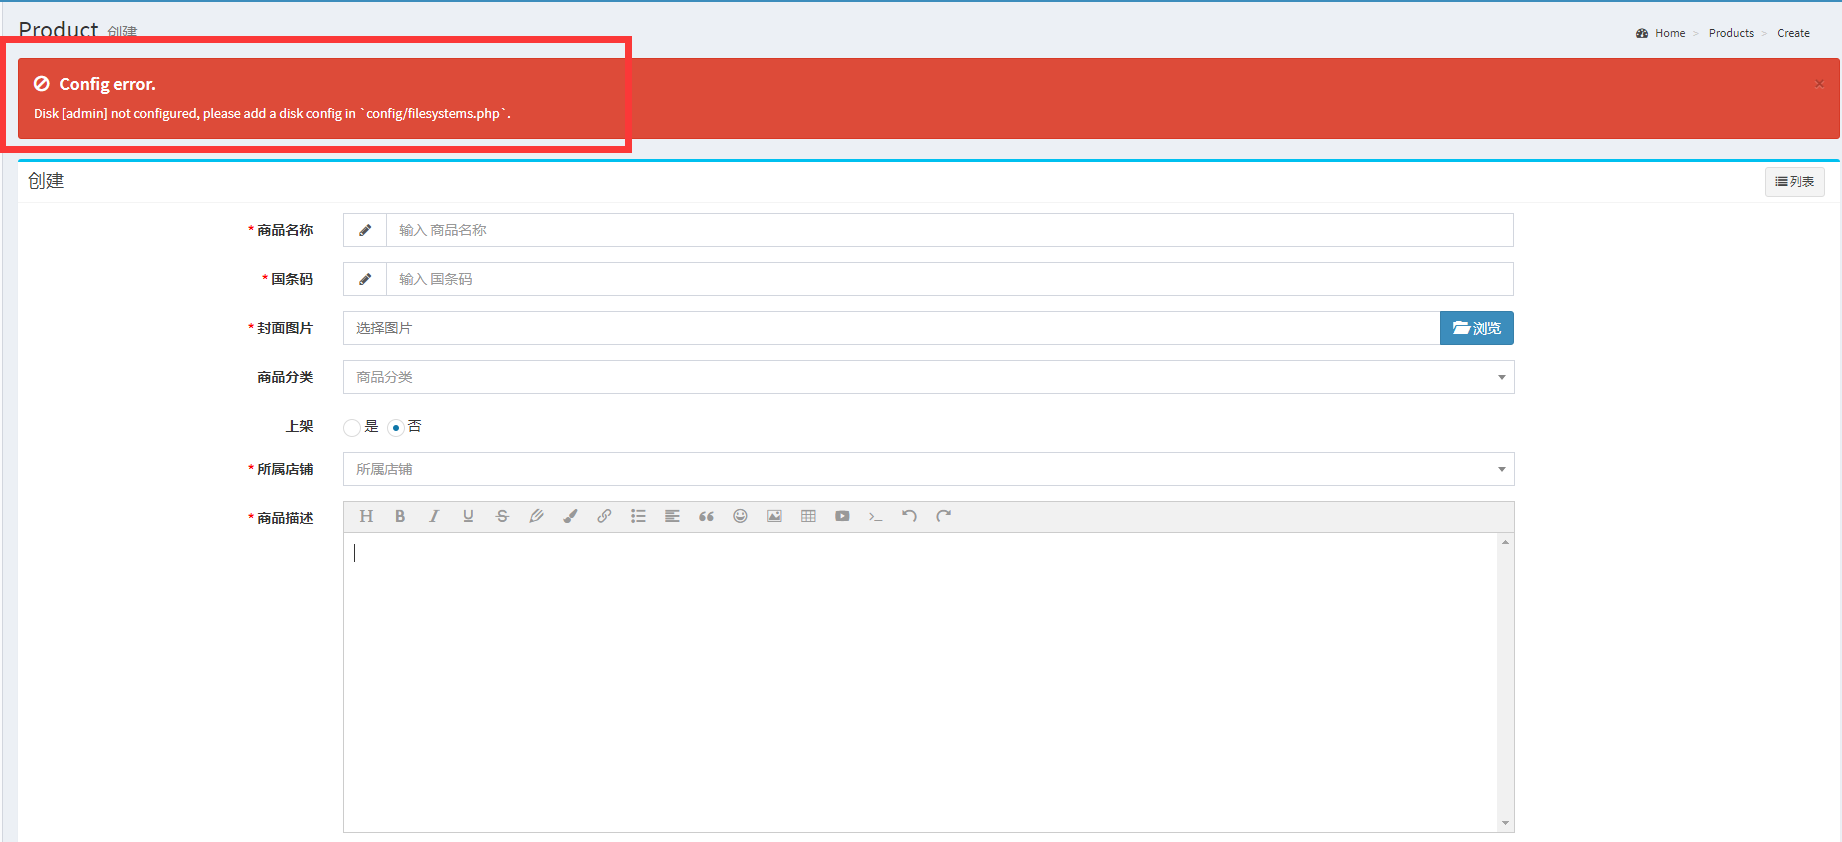 Product 创建
Home > Products > Create
Config error.
×
Disk [admin] not configured, please add a disk config in `config/filesystems.php`.
创建
列表
* 商品名称 输入 商品名称
* 国条码 输入 国条码
* 封面图片 选择图片 浏览
商品分类 商品分类
上架 是 否
* 所属店铺 所属店铺
* 商品描述 H B I U S